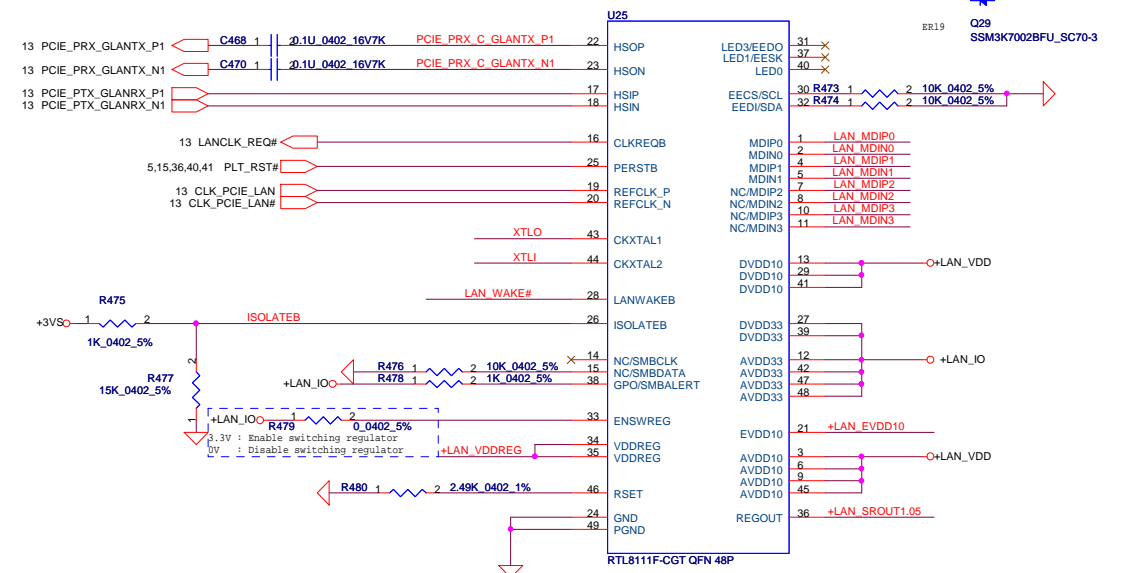 U25
ER19
Q29
SSM3K7002BFU_SC70-3
13 PCIE_PRX_GLANTX_P1 C468 1 2 0.1U_0402_16V7K PCIE_PRX_C_GLANTX_P1 22 HSOP
13 PCIE_PRX_GLANTX_N1 C470 1 2 0.1U_0402_16V7K PCIE_PRX_C_GLANTX_N1 23 HSON
13 PCIE_PTX_GLANRX_P1 17 HSIP
13 PCIE_PTX_GLANRX_N1 18 HSIN
13 LANCLK_REQ# 16 CLKREQB
5,15,36,40,41 PLT_RST# 25 PERSTB
13 CLK_PCIE_LAN 19 REFCLK_P
13 CLK_PCIE_LAN# 20 REFCLK_N
XTLO 43 CKXTAL1
XTLI 44 CKXTAL2
LAN_WAKE# 28 LANWAKEB
R475
+3VS 1 2 ISOLATEB 26 ISOLATEB
1K_0402_5%
2
R477
15K_0402_5%
1
14 NC/SMBCLK
R476 1 2 10K_0402_5% 15 NC/SMBDATA
+LAN_IO R478 1 2 1K_0402_5% 38 GPO/SMBALERT
+LAN_IO 1 2 33 ENSWREG
R479 0_0402_5%
3.3V : Enable switching regulator
0V : Disable switching regulator
34 VDDREG
+LAN_VDDREG 35 VDDREG
R480 1 2 2.49K_0402_1% 46 RSET
24 GND
49 PGND
LED3/EEDO 31
LED1/EESK 37
LED0 40
EECS/SCL 30 R473 1 2 10K_0402_5%
EEDI/SDA 32 R474 1 2 10K_0402_5%
MDIP0 1 LAN_MDIP0
MDIN0 2 LAN_MDIN0
MDIP1 4 LAN_MDIP1
MDIN1 5 LAN_MDIN1
NC/MDIP2 7 LAN_MDIP2
NC/MDIN2 8 LAN_MDIN2
NC/MDIP3 10 LAN_MDIP3
NC/MDIN3 11 LAN_MDIN3
DVDD10 13 +LAN_VDD
DVDD10 29
DVDD10 41
DVDD33 27
DVDD33 39
AVDD33 12 +LAN_IO
AVDD33 42
AVDD33 47
AVDD33 48
EVDD10 21 +LAN_EVDD10
AVDD10 3 +LAN_VDD
AVDD10 6
AVDD10 9
AVDD10 45
REGOUT 36 +LAN_SROUT1.05
RTL8111F-CGT QFN 48P